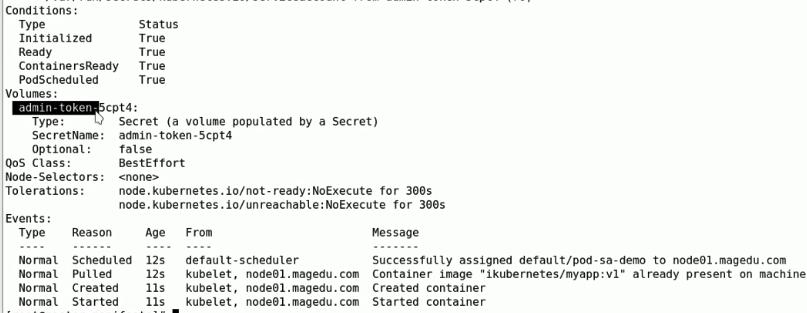 Conditions:
Type Status
Initialized True
Ready True
ContainersReady True
PodScheduled True
Volumes:
admin-token-5cpt4:
Type: Secret (a volume populated by a Secret)
SecretName: admin-token-5cpt4
Optional: false
QoS Class: BestEffort
Node-Selectors: <none>
Tolerations: node.kubernetes.io/not-ready:NoExecute for 300s
node.kubernetes.io/unreachable:NoExecute for 300s
Events:
Type Reason Age From Message
---- ------ ---- ---- -------
Normal Scheduled 12s default-scheduler Successfully assigned default/pod-sa-demo to node01.magedu.com
Normal Pulled 12s kubelet, node01.magedu.com Container image "ikubernetes/myapp:v1" already present on machine
Normal Created 11s kubelet, node01.magedu.com Created container
Normal Started 11s kubelet, node01.magedu.com Started container